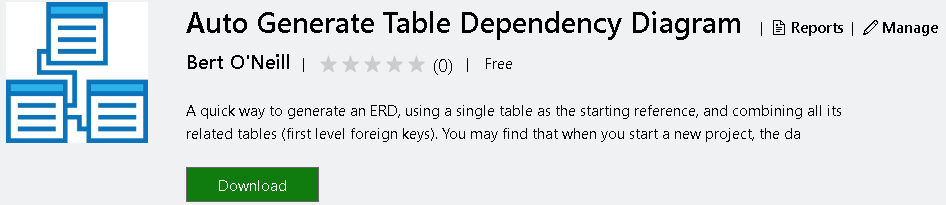 Auto Generate Table Dependency Diagram | Reports | Manage
Bert O'Neill | (0) | Free
A quick way to generate an ERD, using a single table as the starting reference, and combining all its
related tables (first level foreign keys). You may find that when you start a new project, the da
Download